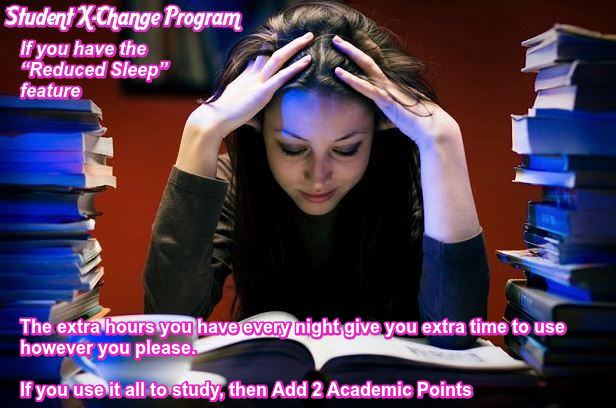 Student X-Change Program
If you have the
“Reduced Sleep”
feature
The extra hours you have every night give you extra time to use
however you please.
If you use it all to study, then Add 2 Academic Points